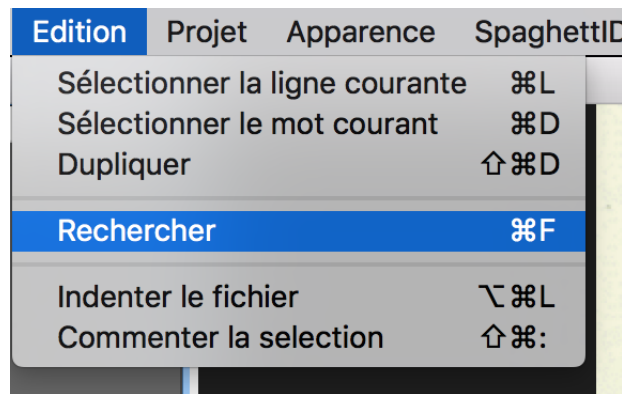 Edition Projet Apparence SpaghettID
Sélectionner la ligne courante ⌘L
Sélectionner le mot courant ⌘D
Dupliquer ⇧⌘D
Rechercher ⌘F
Indenter le fichier ⌥⌘L
Commenter la selection ⇧⌘: